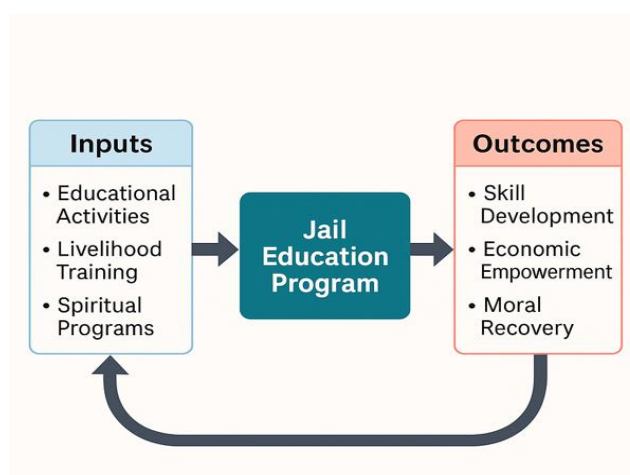 Inputs
• Educational
Activities
• Livelihood
Training
• Spiritual
Programs
Jail
Education
Program
Outcomes
• Skill
Development
• Economic
Empowerment
• Moral
Recovery